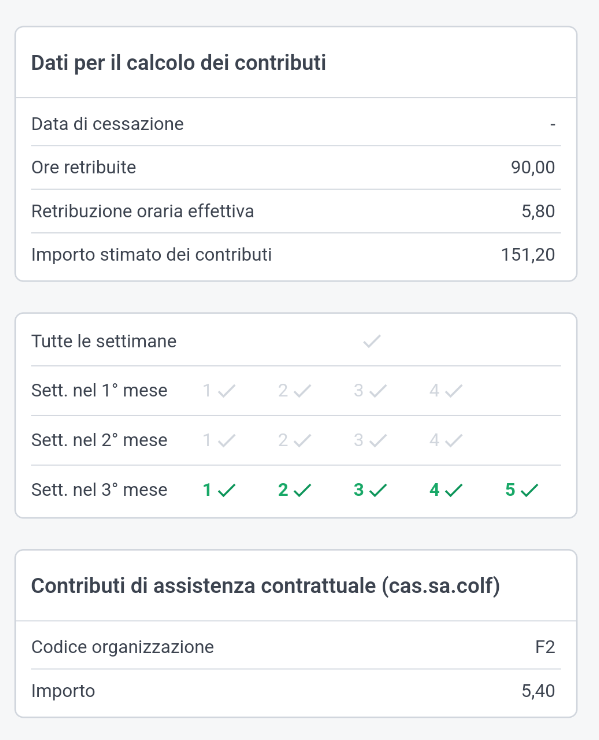 Dati per il calcolo dei contributi
Data di cessazione -
Ore retribuite 90,00
Retribuzione oraria effettiva 5,80
Importo stimato dei contributi 151,20
Tutte le settimane ✓
Sett. nel 1° mese 1 ✓ 2 ✓ 3 ✓ 4 ✓
Sett. nel 2° mese 1 ✓ 2 ✓ 3 ✓ 4 ✓
Sett. nel 3° mese 1 ✓ 2 ✓ 3 ✓ 4 ✓ 5 ✓
Contributi di assistenza contrattuale (cas.sa.colf)
Codice organizzazione F2
Importo 5,40